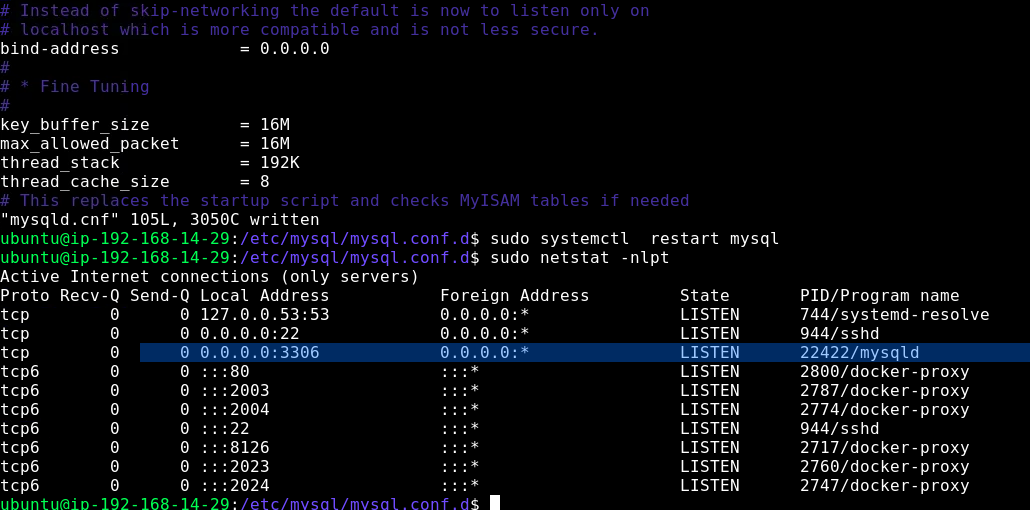 # Instead of skip-networking the default is now to listen only on
# localhost which is more compatible and is not less secure.
bind-address            = 0.0.0.0
#
# * Fine Tuning
#
key_buffer_size         = 16M
max_allowed_packet      = 16M
thread_stack            = 192K
thread_cache_size       = 8
# This replaces the startup script and checks MyISAM tables if needed
"mysqld.cnf" 105L, 3050C written
ubuntu@ip-192-168-14-29:/etc/mysql/mysql.conf.d$ sudo systemctl  restart mysql
ubuntu@ip-192-168-14-29:/etc/mysql/mysql.conf.d$ sudo netstat -nlpt
Active Internet connections (only servers)
Proto Recv-Q Send-Q Local Address           Foreign Address         State       PID/Program name
tcp        0      0 127.0.0.53:53           0.0.0.0:*               LISTEN      744/systemd-resolve
tcp        0      0 0.0.0.0:22              0.0.0.0:*               LISTEN      944/sshd
tcp        0      0 0.0.0.0:3306            0.0.0.0:*               LISTEN      22422/mysqld
tcp6       0      0 :::80                   :::*                    LISTEN      2800/docker-proxy
tcp6       0      0 :::2003                 :::*                    LISTEN      2787/docker-proxy
tcp6       0      0 :::2004                 :::*                    LISTEN      2774/docker-proxy
tcp6       0      0 :::22                   :::*                    LISTEN      944/sshd
tcp6       0      0 :::8126                 :::*                    LISTEN      2717/docker-proxy
tcp6       0      0 :::2023                 :::*                    LISTEN      2760/docker-proxy
tcp6       0      0 :::2024                 :::*                    LISTEN      2747/docker-proxy
ubuntu@ip-192-168-14-29:/etc/mysql/mysql.conf.d$